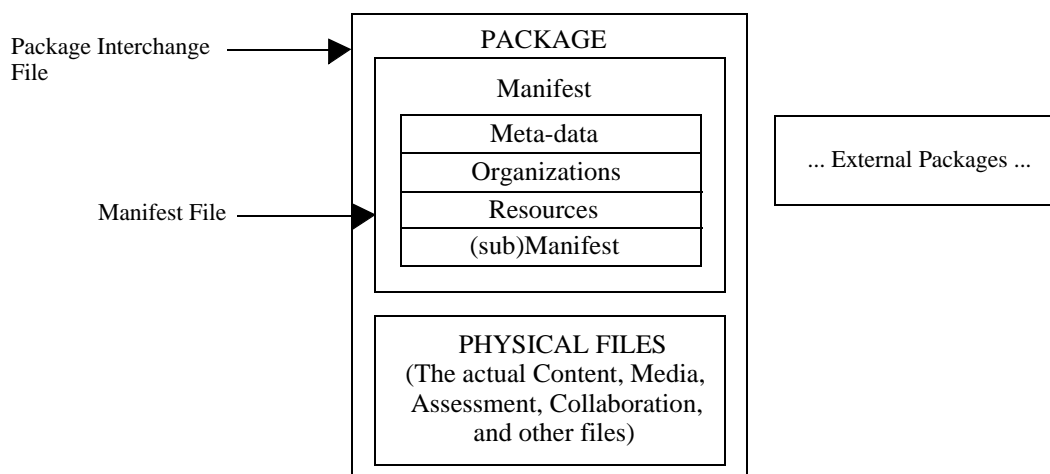 Package Interchange
File
PACKAGE
Manifest
Meta-data
Organizations
Resources
(sub)Manifest
Manifest File
... External Packages ...
PHYSICAL FILES
(The actual Content, Media,
Assessment, Collaboration,
and other files)